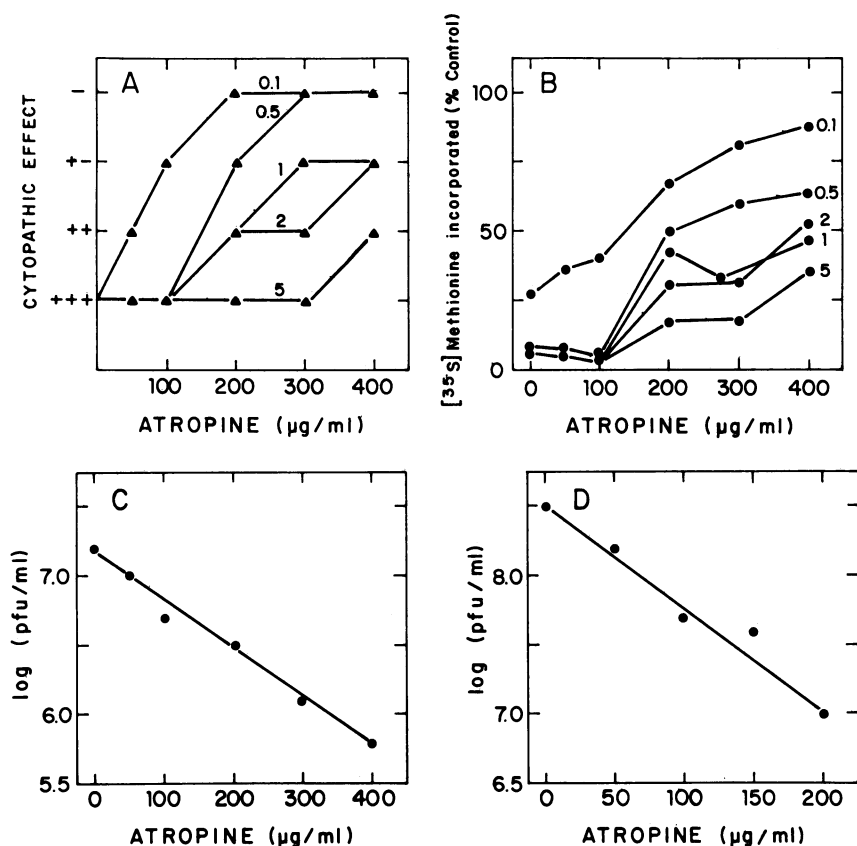 A
CYTOPATHIC EFFECT
-
+-
++
+++
0.1
0.5
1
2
5
100 200 300 400
ATROPINE (µg/ml)
B
[³⁵S] Methionine incorporated (% Control)
100
50
0
0.1
0.5
2
1
5
0 100 200 300 400
ATROPINE (µg/ml)
C
log (pfu/ml)
7.0
6.0
5.5
0 100 200 300 400
ATROPINE (µg/ml)
D
log (pfu/ml)
8.0
7.0
6.5
0 50 100 150 200
ATROPINE (µg/ml)